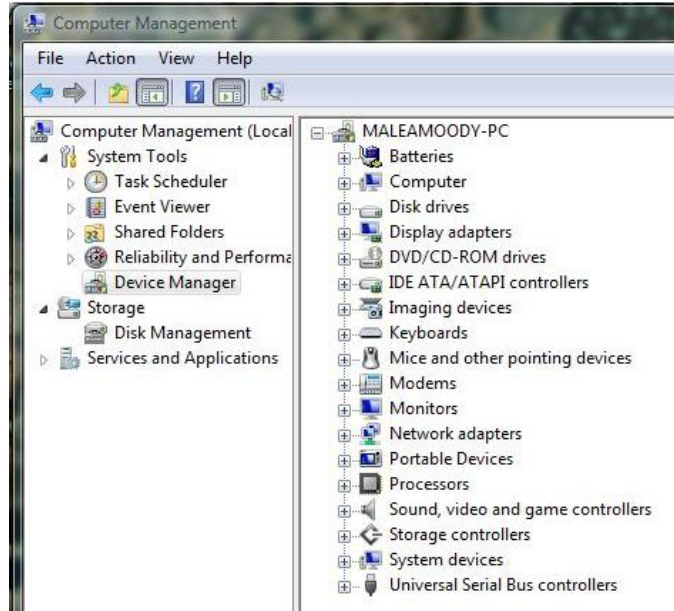 Computer Management
File Action View Help
Computer Management (Local
System Tools
Task Scheduler
Event Viewer
Shared Folders
Reliability and Performa
Device Manager
Storage
Disk Management
Services and Applications
MALEAMOODY-PC
Batteries
Computer
Disk drives
Display adapters
DVD/CD-ROM drives
IDE ATA/ATAPI controllers
Imaging devices
Keyboards
Mice and other pointing devices
Modems
Monitors
Network adapters
Portable Devices
Processors
Sound, video and game controllers
Storage controllers
System devices
Universal Serial Bus controllers